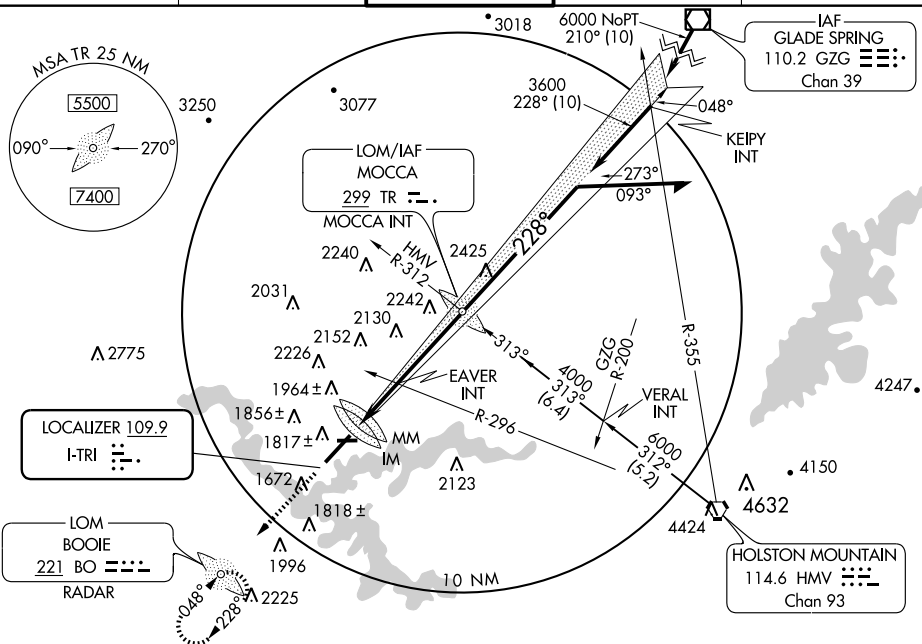 3018
6000 NoPT
210° (10)
IAF
GLADE SPRING
110.2 GZG
Chan 39
MSA TR 25 NM
5500
090°
270°
7400
3250
3077
3600
228° (10)
048°
KEIPY
INT
LOM/IAF
MOCCA
299 TR
MOCCA INT
273°
093°
228°
HMV
R-312
2240
2425
2031
2242
2130
2152
2226
2775
1964±
1856±
1817±
EAVER
INT
R-296
313°
4000
313°
(6.4)
GZG
R-200
VERAL
INT
R-355
4247
6000
312°
(5.2)
LOCALIZER 109.9
I-TRI
MM
IM
1672
2123
4150
4632
4424
1818±
1996
LOM
BOOIE
221 BO
RADAR
048°
228°
2225
10 NM
HOLSTON MOUNTAIN
114.6 HMV
Chan 93